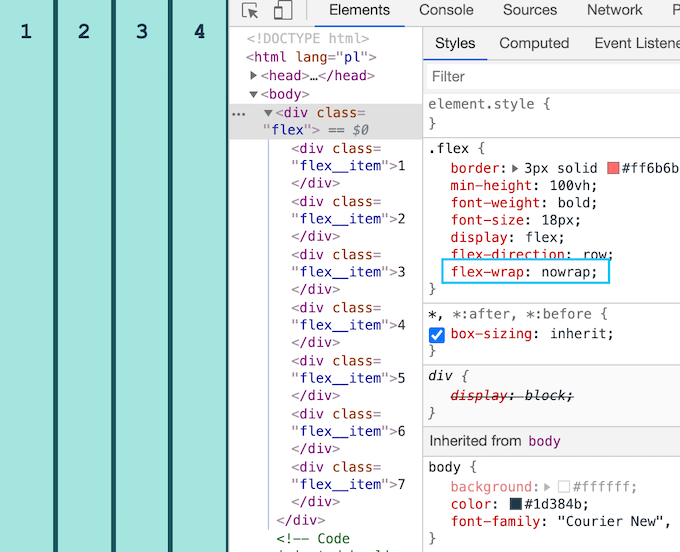 1 2 3 4
Elements Console Sources Network
<!DOCTYPE html>
<html lang="pl">
<head>…</head>
<body>
<div class=
"flex"> == $0
<div class=
"flex__item">1
</div>
<div class=
"flex__item">2
</div>
<div class=
"flex__item">3
</div>
<div class=
"flex__item">4
</div>
<div class=
"flex__item">5
</div>
<div class=
"flex__item">6
</div>
<div class=
"flex__item">7
</div>
</div>
<!-- Code
Styles Computed Event Listene
Filter
element.style {
}
.flex {
border: 3px solid #ff6b6b
min-height: 100vh;
font-weight: bold;
font-size: 18px;
display: flex;
flex-direction: row;
flex-wrap: nowrap;
}
*, *:after, *:before {
box-sizing: inherit;
}
div {
display: block;
}
Inherited from body
body {
background: #ffffff;
color: #1d384b;
font-family: "Courier New",
}